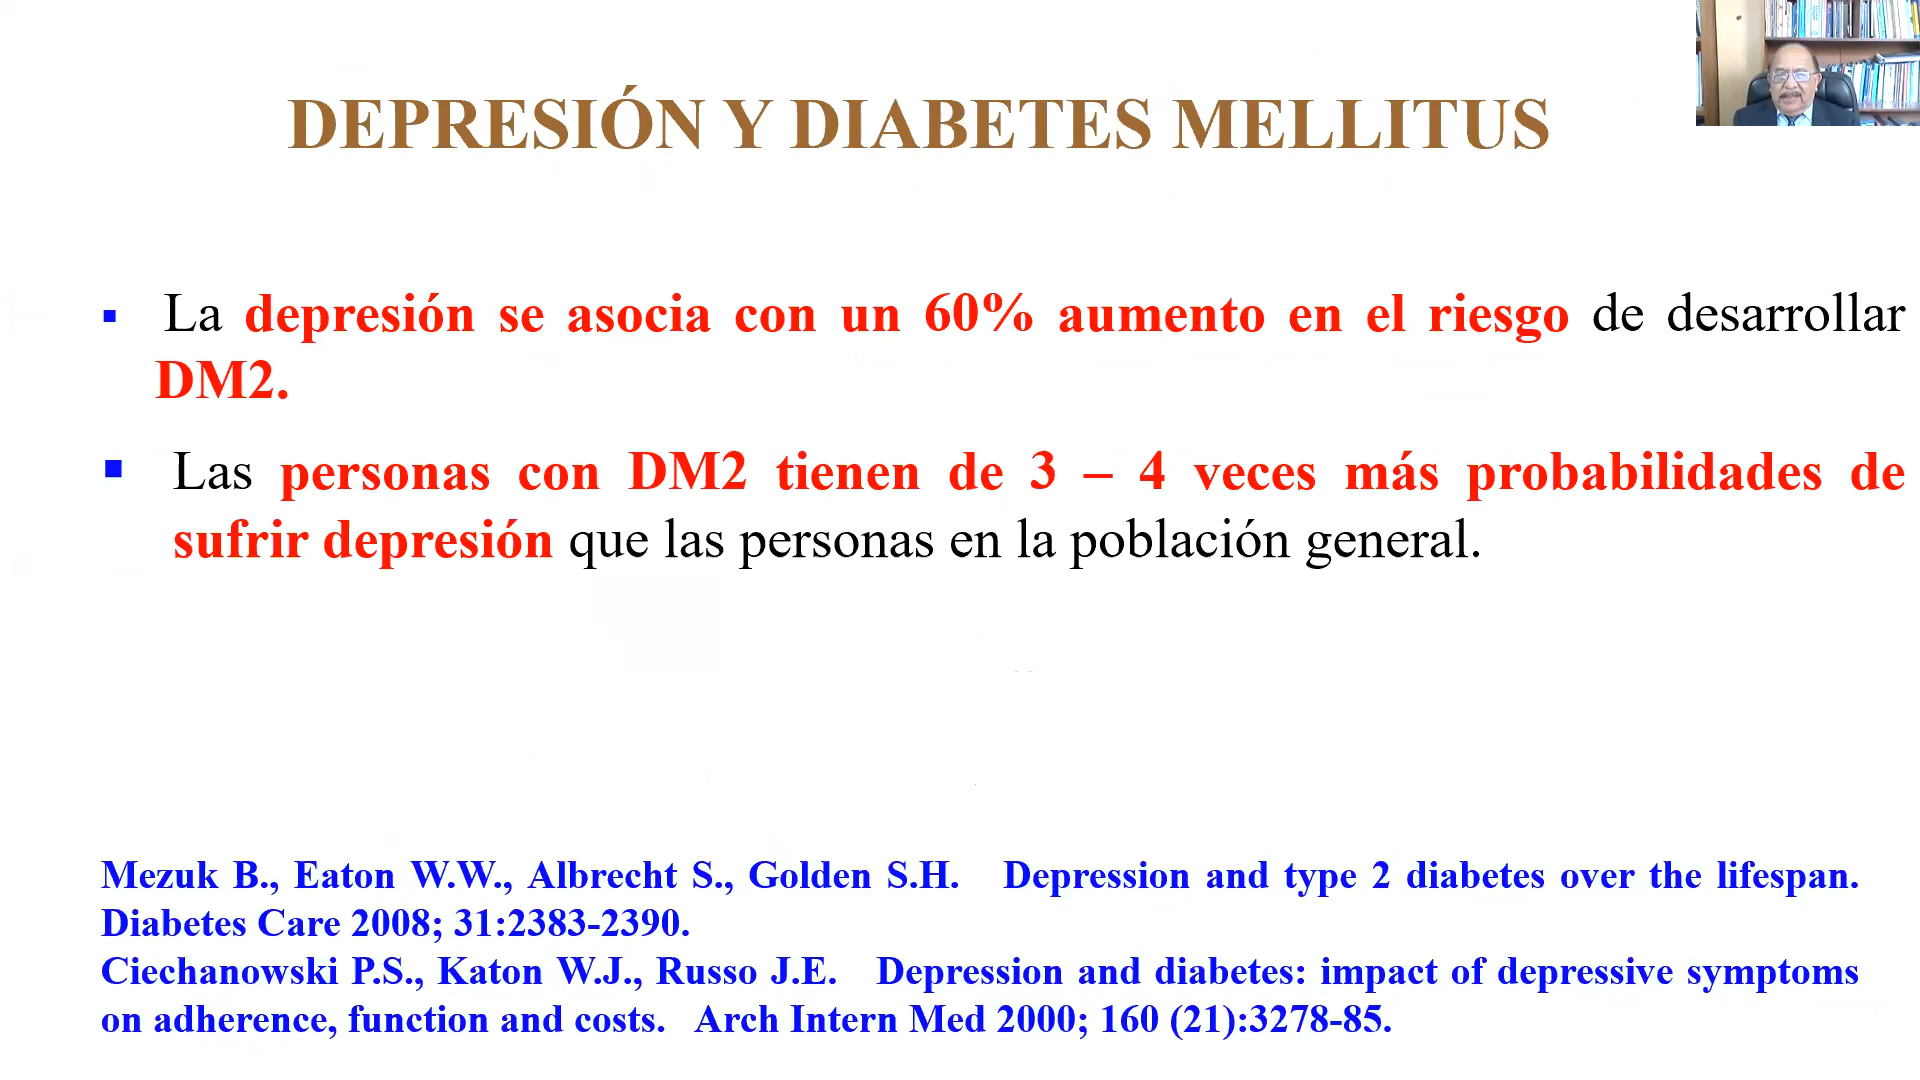 DEPRESIÓN Y DIABETES MELLITUS
▪ La depresión se asocia con un 60% aumento en el riesgo de desarrollar
DM2.
▪ Las personas con DM2 tienen de 3 – 4 veces más probabilidades de
sufrir depresión que las personas en la población general.
Mezuk B., Eaton W.W., Albrecht S., Golden S.H. Depression and type 2 diabetes over the lifespan.
Diabetes Care 2008; 31:2383-2390.
Ciechanowski P.S., Katon W.J., Russo J.E. Depression and diabetes: impact of depressive symptoms
on adherence, function and costs. Arch Intern Med 2000; 160 (21):3278-85.